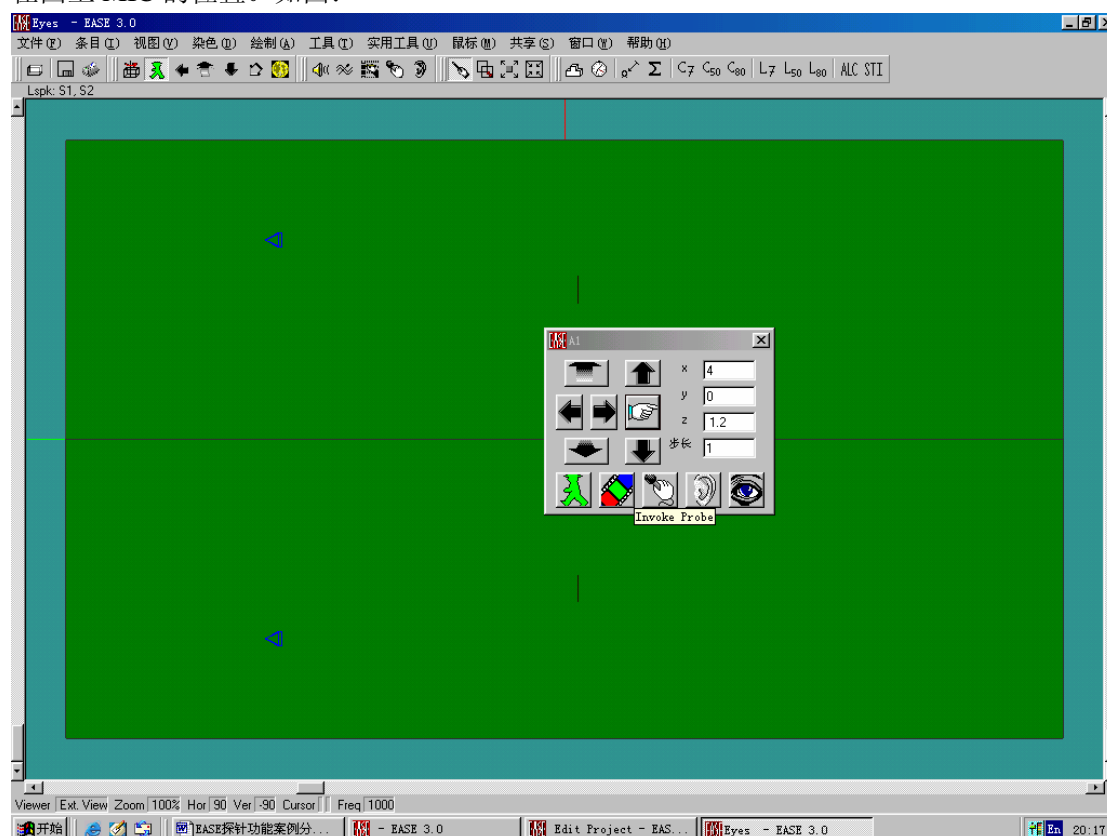 Eyes - EASE 3.0
文件(F) 条目(I) 视图(V) 染色(O) 绘制(A) 工具(T) 实用工具(U) 鼠标(M) 共享(S) 窗口(W) 帮助(H)
C7 C50 C80 L7 L50 L80 ALC STI
Lspk: S1, S2
EASE A1
x 4
y 0
z 1.2
步长 1
Invoke Probe
Viewer Ext. View Zoom 100% Hor 90 Ver -90 Cursor Freq 1000
开始 EASE探针功能案例分... - EASE 3.0 Edit Project - EAS... Eyes - EASE 3.0 En 20:17